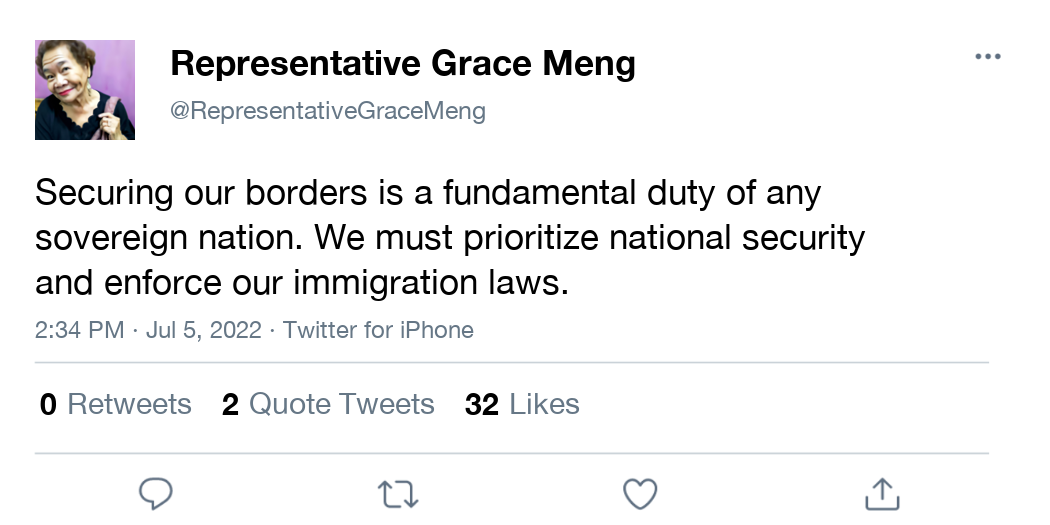 Representative Grace Meng
@RepresentativeGraceMeng
Securing our borders is a fundamental duty of any
sovereign nation. We must prioritize national security
and enforce our immigration laws.
2:34 PM · Jul 5, 2022 · Twitter for iPhone
0 Retweets 2 Quote Tweets 32 Likes